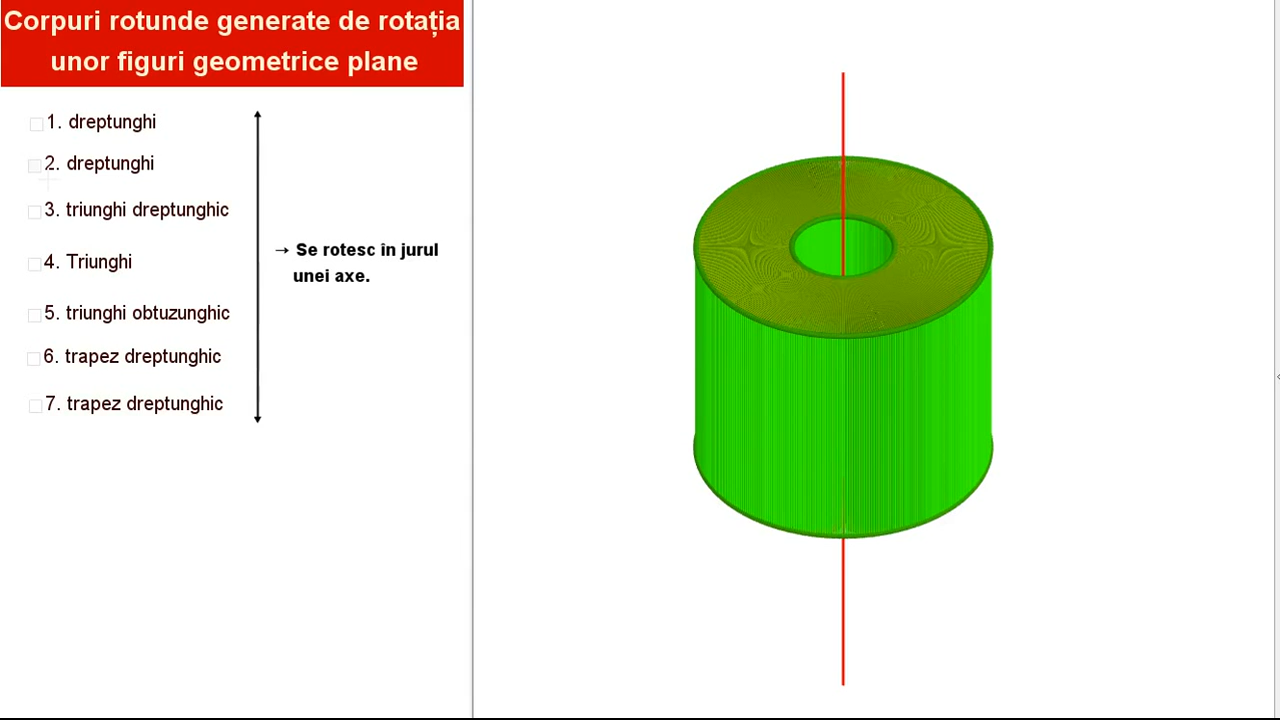 Corpuri rotunde generate de rotația
unor figuri geometrice plane
1. dreptunghi
2. dreptunghi
3. triunghi dreptunghic
4. Triunghi
5. triunghi obtuzunghic
6. trapez dreptunghic
7. trapez dreptunghic
→ Se rotesc în jurul
unei axe.